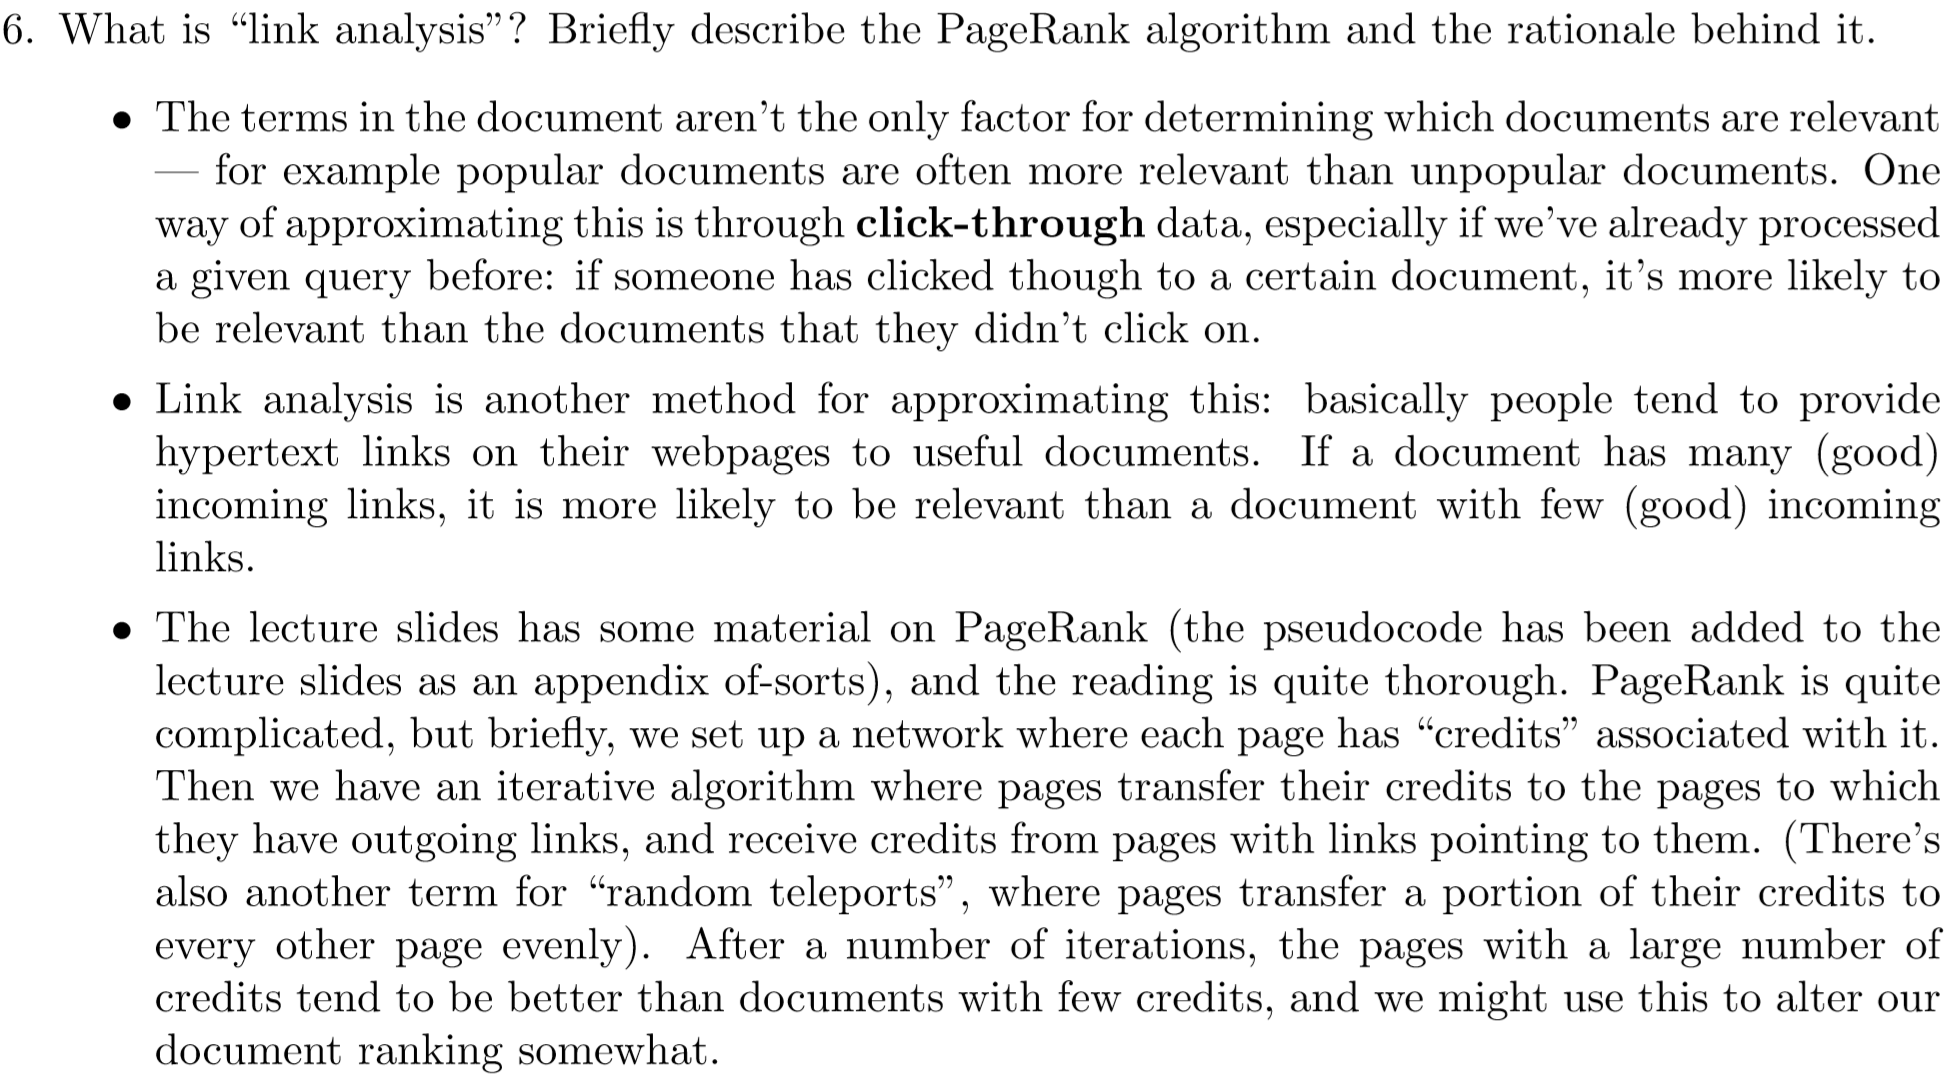 6. What is “link analysis”? Briefly describe the PageRank algorithm and the rationale behind it.
• The terms in the document aren’t the only factor for determining which documents are relevant
— for example popular documents are often more relevant than unpopular documents. One
way of approximating this is through click-through data, especially if we’ve already processed
a given query before: if someone has clicked though to a certain document, it’s more likely to
be relevant than the documents that they didn’t click on.
• Link analysis is another method for approximating this: basically people tend to provide
hypertext links on their webpages to useful documents. If a document has many (good)
incoming links, it is more likely to be relevant than a document with few (good) incoming
links.
• The lecture slides has some material on PageRank (the pseudocode has been added to the
lecture slides as an appendix of-sorts), and the reading is quite thorough. PageRank is quite
complicated, but briefly, we set up a network where each page has “credits” associated with it.
Then we have an iterative algorithm where pages transfer their credits to the pages to which
they have outgoing links, and receive credits from pages with links pointing to them. (There’s
also another term for “random teleports”, where pages transfer a portion of their credits to
every other page evenly). After a number of iterations, the pages with a large number of
credits tend to be better than documents with few credits, and we might use this to alter our
document ranking somewhat.